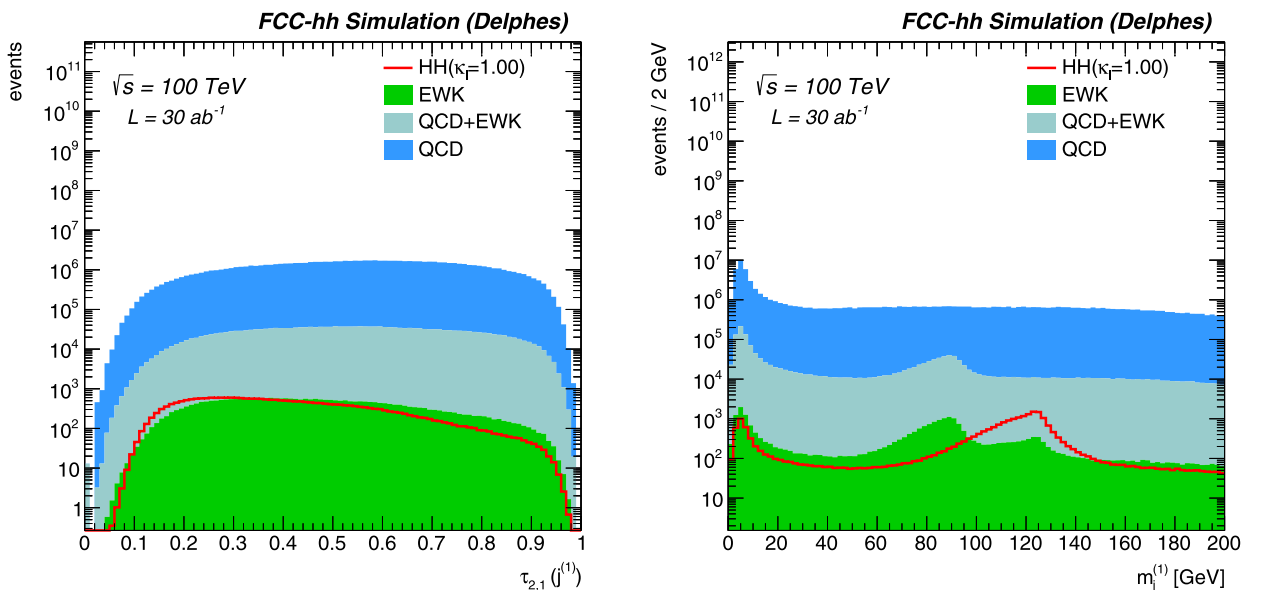 FCC-hh Simulation (Delphes)
events
10¹¹
10¹⁰
10⁹
10⁸
10⁷
10⁶
10⁵
10⁴
10³
10²
10
1
√s = 100 TeV
L = 30 ab⁻¹
HH(κₗ=1.00)
EWK
QCD+EWK
QCD
0 0.1 0.2 0.3 0.4 0.5 0.6 0.7 0.8 0.9 1
τ₂,₁ (j⁽¹⁾)
FCC-hh Simulation (Delphes)
events / 2 GeV
10¹²
10¹¹
10¹⁰
10⁹
10⁸
10⁷
10⁶
10⁵
10⁴
10³
10²
10
√s = 100 TeV
L = 30 ab⁻¹
HH(κₗ=1.00)
EWK
QCD+EWK
QCD
0 20 40 60 80 100 120 140 160 180 200
mⱼ⁽¹⁾ [GeV]